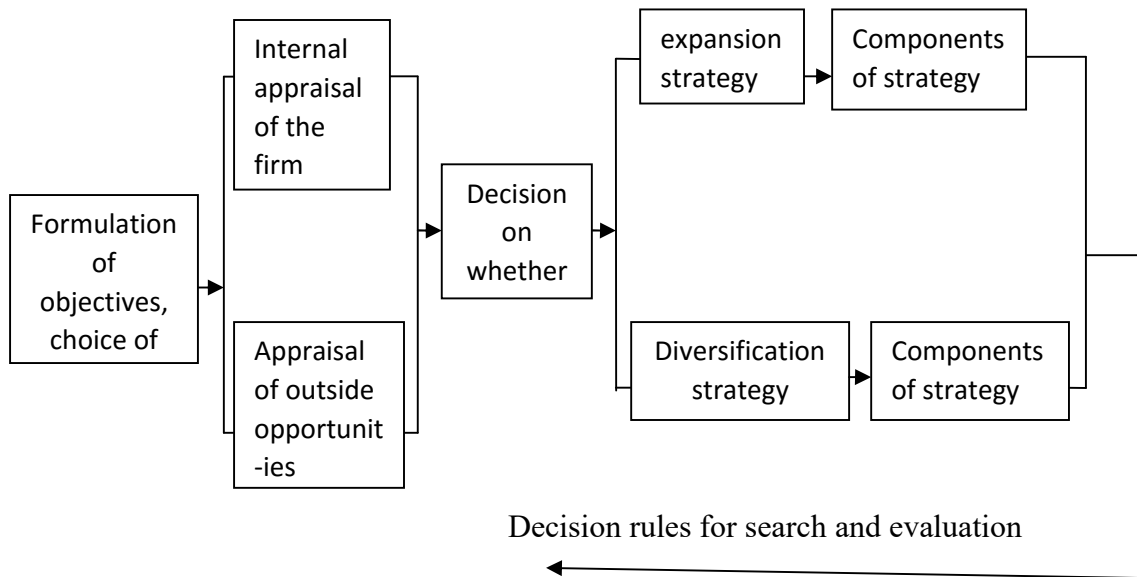 Formulation
of
objectives,
choice of
Internal
appraisal
of the
firm
Appraisal
of outside
opportunit
-ies
Decision
on
whether
expansion
strategy
Components
of strategy
Diversification
strategy
Components
of strategy
Decision rules for search and evaluation